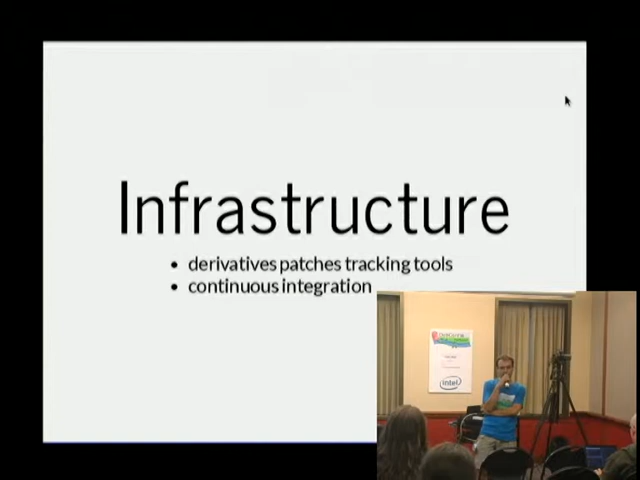 Infrastructure
• derivatives patches tracking tools
• continuous integration
intel